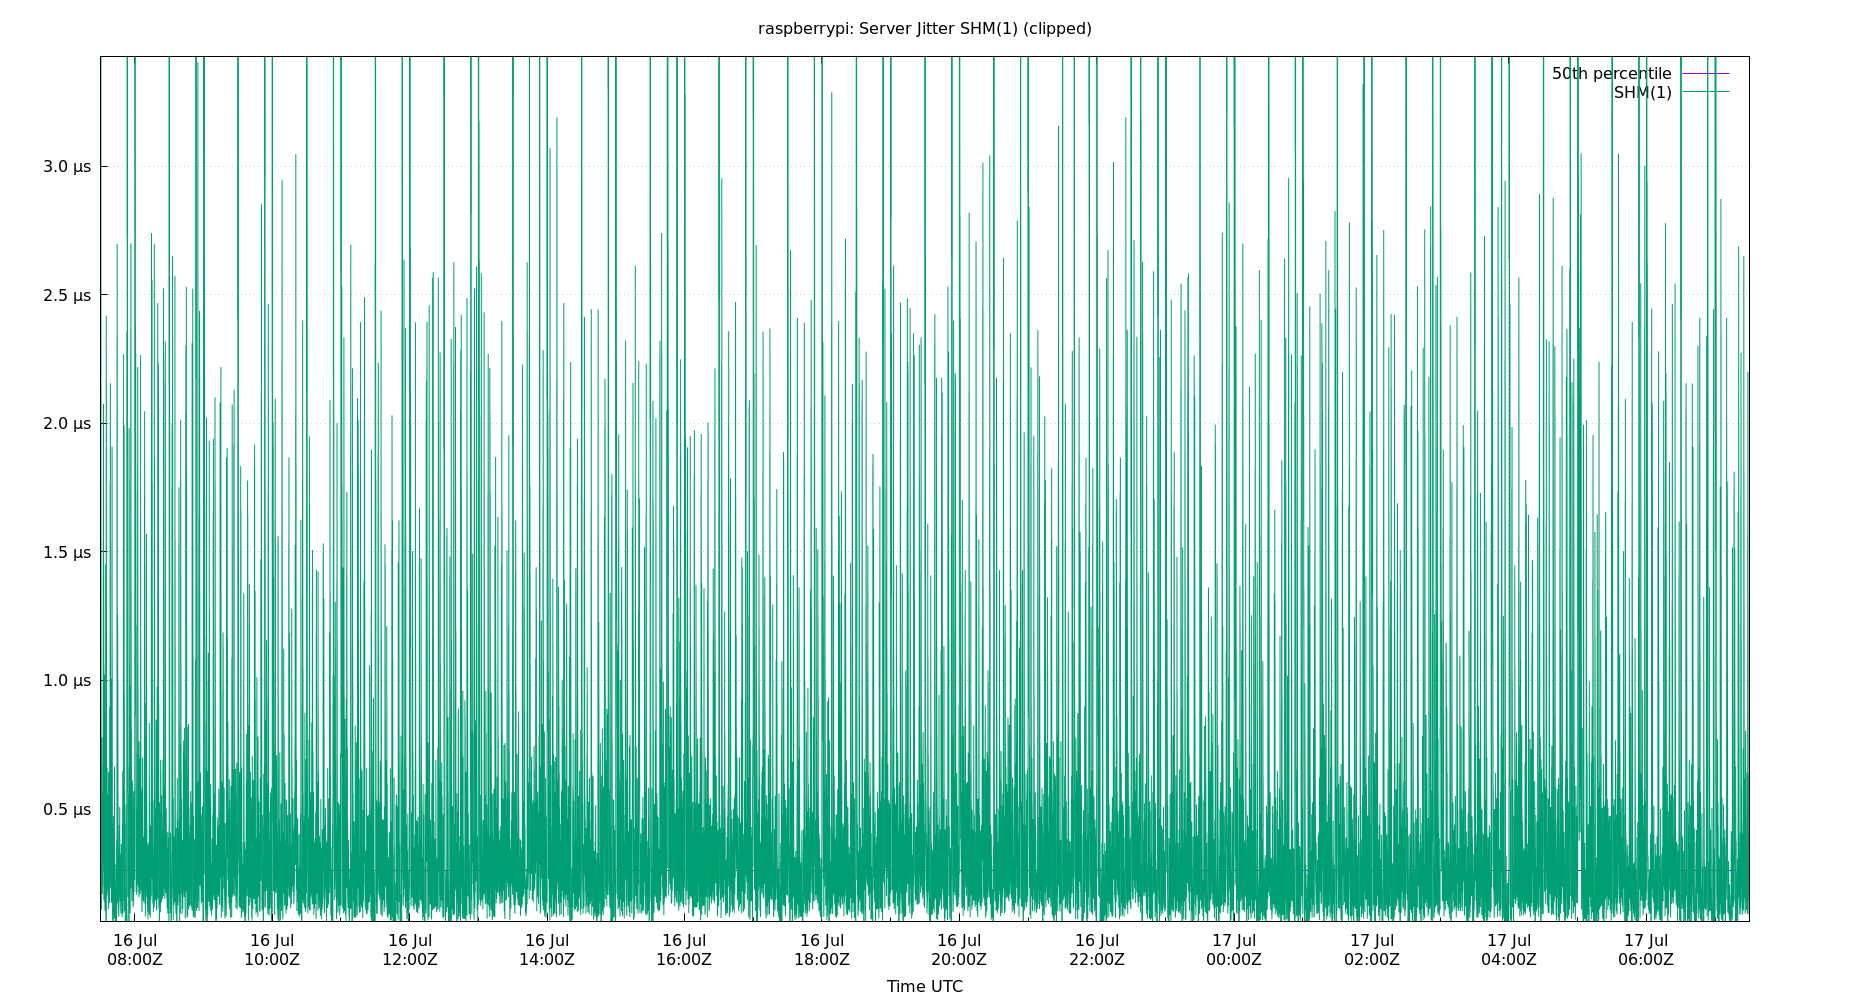 raspberrypi: Server Jitter SHM(1) (clipped)
50th percentile
SHM(1)
3.0 µs
2.5 µs
2.0 µs
1.5 µs
1.0 µs
0.5 µs
16 Jul 16 Jul 16 Jul 16 Jul 16 Jul 16 Jul 16 Jul 16 Jul 17 Jul 17 Jul 17 Jul 17 Jul
08:00Z 10:00Z 12:00Z 14:00Z 16:00Z 18:00Z 20:00Z 22:00Z 00:00Z 02:00Z 04:00Z 06:00Z
Time UTC